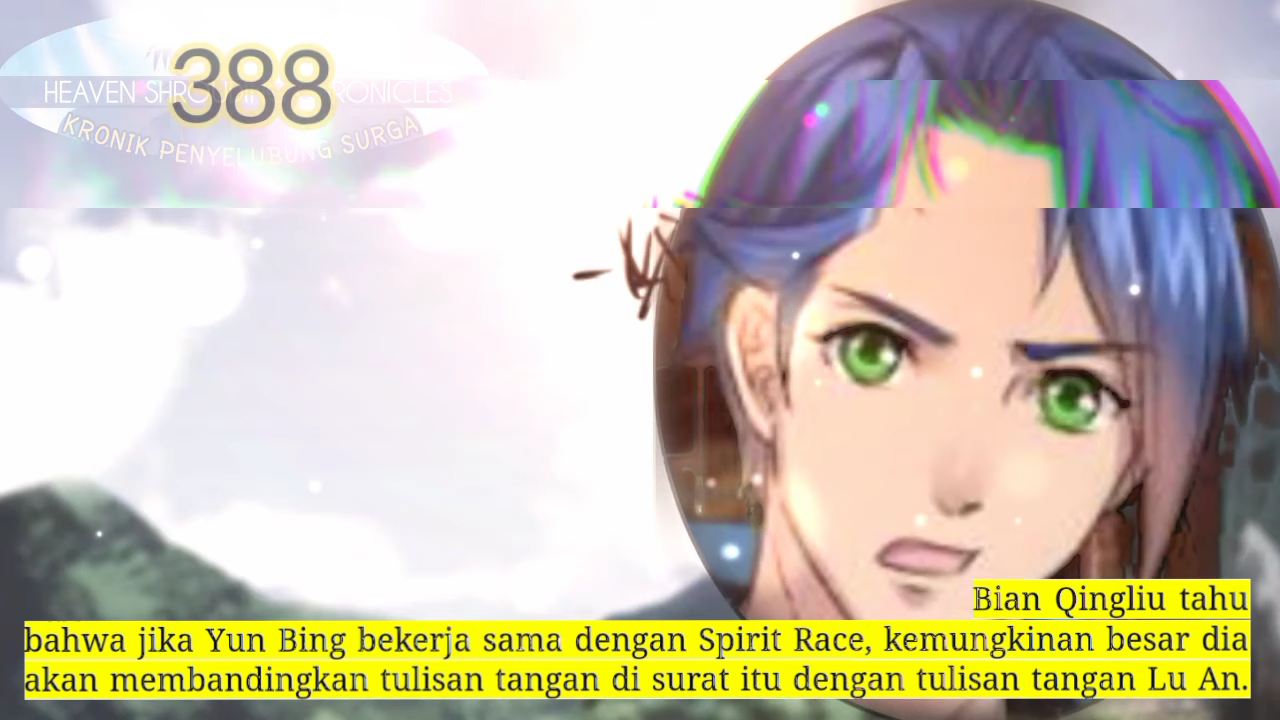 388
HEAVEN SHRO RONICLES
KRONIK PENYELUBUNG SURGA
Bian Qingliu tahu
bahwa jika Yun Bing bekerja sama dengan Spirit Race, kemungkinan besar dia
akan membandingkan tulisan tangan di surat itu dengan tulisan tangan Lu An.